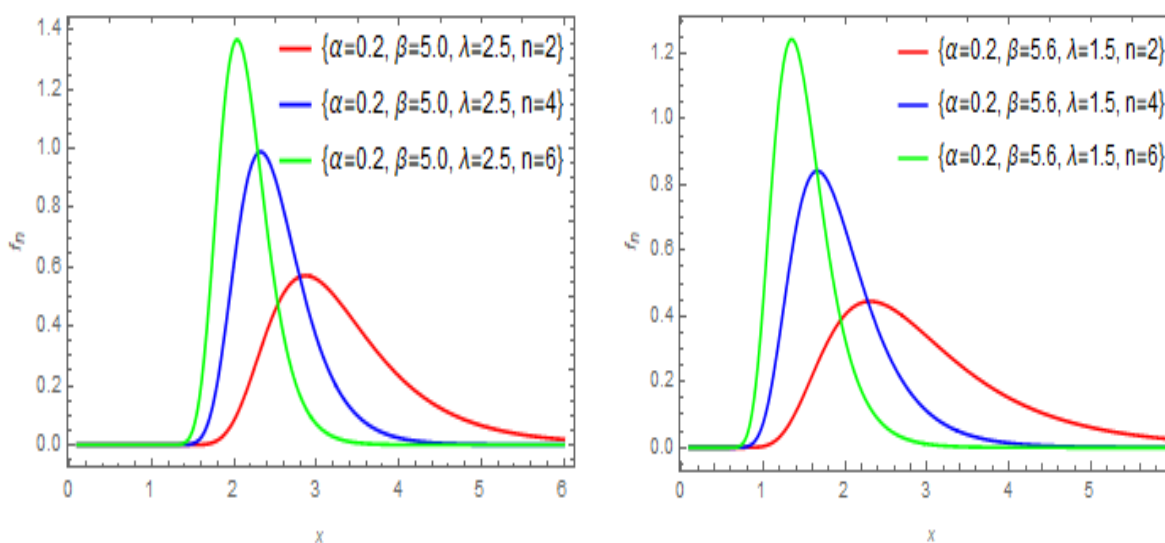 {α=0.2, β=5.0, λ=2.5, n=2}
{α=0.2, β=5.0, λ=2.5, n=4}
{α=0.2, β=5.0, λ=2.5, n=6}
1.4
1.2
1.0
0.8
0.6
0.4
0.2
0.0
0 1 2 3 4 5 6
x
{α=0.2, β=5.6, λ=1.5, n=2}
{α=0.2, β=5.6, λ=1.5, n=4}
{α=0.2, β=5.6, λ=1.5, n=6}
1.2
1.0
0.8
0.6
0.4
0.2
0.0
0 1 2 3 4 5
x